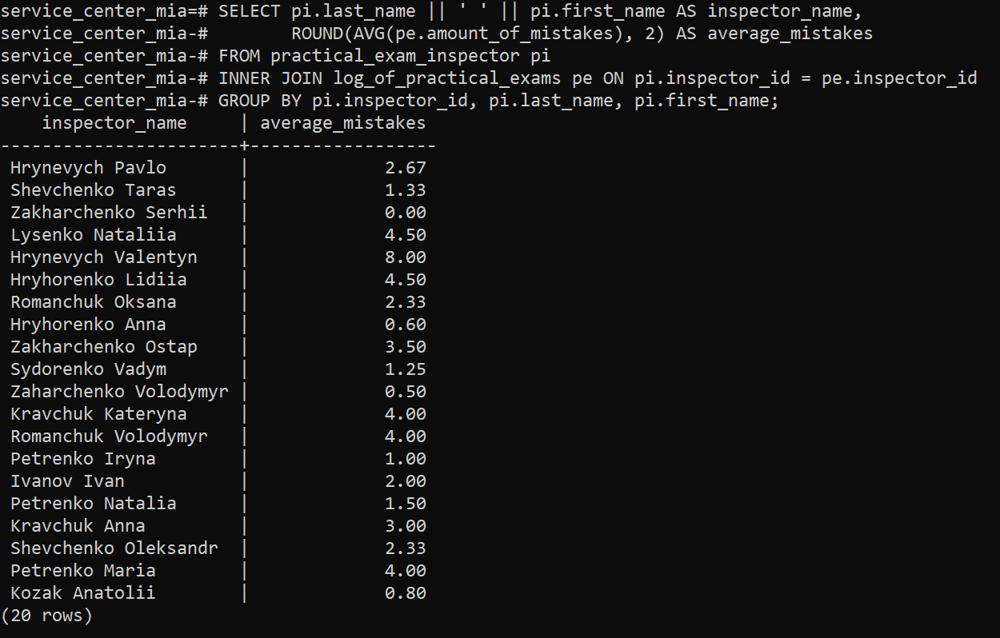 service_center_mia=# SELECT pi.last_name || ' ' || pi.first_name AS inspector_name,
service_center_mia-#        ROUND(AVG(pe.amount_of_mistakes), 2) AS average_mistakes
service_center_mia-# FROM practical_exam_inspector pi
service_center_mia-# INNER JOIN log_of_practical_exams pe ON pi.inspector_id = pe.inspector_id
service_center_mia-# GROUP BY pi.inspector_id, pi.last_name, pi.first_name;
    inspector_name     | average_mistakes
-----------------------+------------------
 Hrynevych Pavlo       |             2.67
 Shevchenko Taras      |             1.33
 Zakharchenko Serhii   |             0.00
 Lysenko Nataliia      |             4.50
 Hrynevych Valentyn    |             8.00
 Hryhorenko Lidiia     |             4.50
 Romanchuk Oksana      |             2.33
 Hryhorenko Anna       |             0.60
 Zakharchenko Ostap    |             3.50
 Sydorenko Vadym       |             1.25
 Zaharchenko Volodymyr |             0.50
 Kravchuk Kateryna     |             4.00
 Romanchuk Volodymyr   |             4.00
 Petrenko Iryna        |             1.00
 Ivanov Ivan           |             2.00
 Petrenko Natalia      |             1.50
 Kravchuk Anna         |             3.00
 Shevchenko Oleksandr  |             2.33
 Petrenko Maria        |             4.00
 Kozak Anatolii        |             0.80
(20 rows)